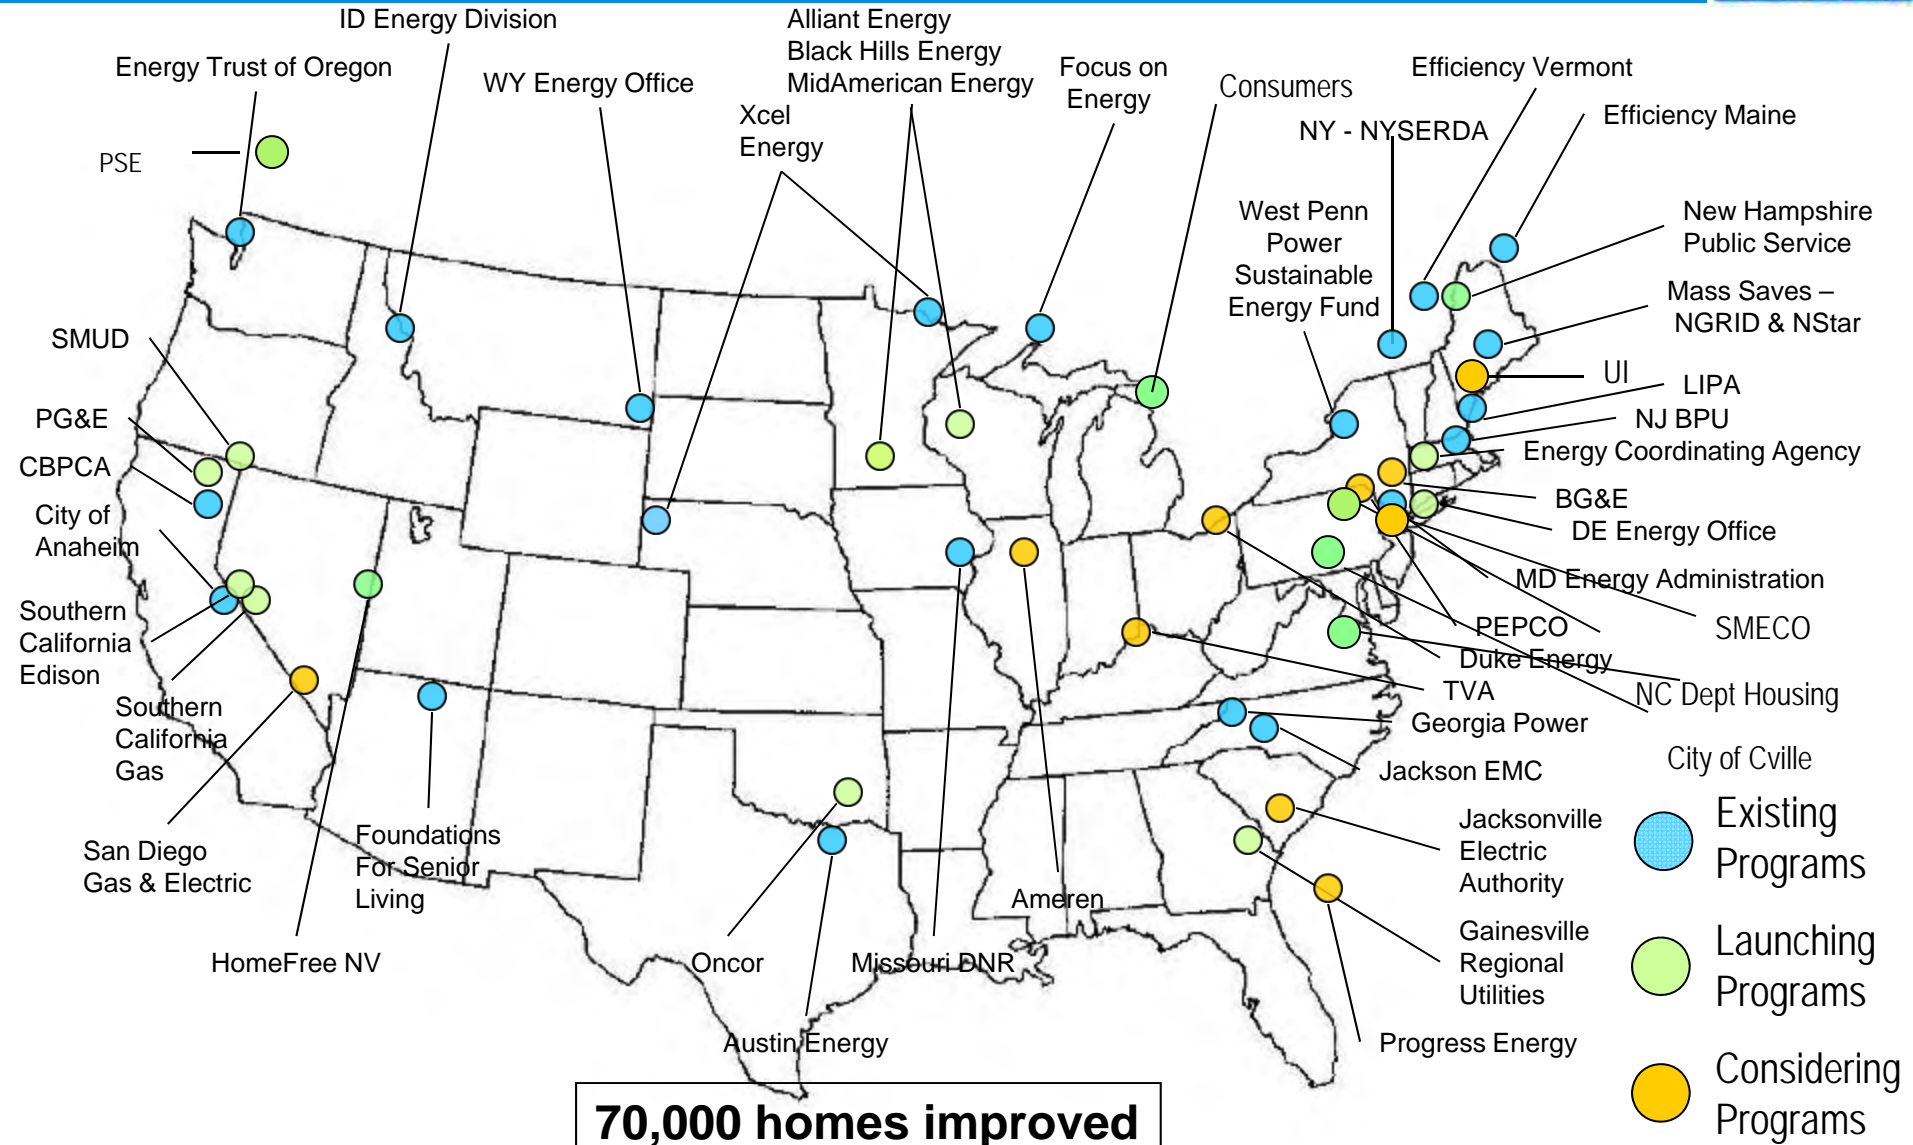 ID Energy Division
Alliant Energy
Black Hills Energy
MidAmerican Energy
Energy Trust of Oregon
WY Energy Office
Xcel
Energy
Focus on
Energy
Consumers
Efficiency Vermont
NY - NYSERDA
Efficiency Maine
PSE
West Penn
Power
Sustainable
Energy Fund
New Hampshire
Public Service
Mass Saves –
NGRID & NStar
SMUD
UI
LIPA
PG&E
NJ BPU
CBPCA
Energy Coordinating Agency
City of
Anaheim
BG&E
DE Energy Office
MD Energy Administration
Southern
California
Edison
PEPCO
SMECO
Duke Energy
TVA
NC Dept Housing
Southern
California
Gas
Georgia Power
City of Cville
Jackson EMC
San Diego
Gas & Electric
Foundations
For Senior
Living
Ameren
Jacksonville
Electric
Authority
HomeFree NV
Oncor
Missouri DNR
Gainesville
Regional
Utilities
Austin Energy
Progress Energy
Existing
Programs
Launching
Programs
Considering
Programs
70,000 homes improved